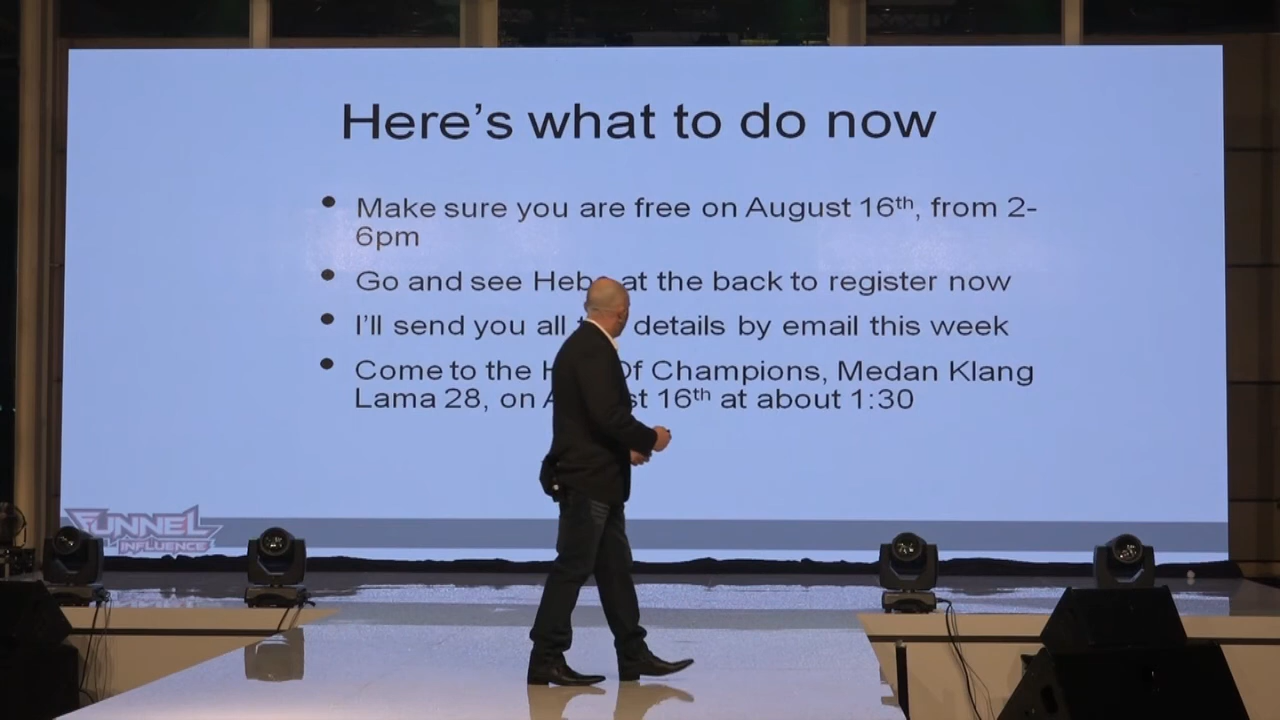 Here's what to do now
• Make sure you are free on August 16th, from 2-
6pm
• Go and see at the back to register now
• I'll send you all details by email this week
• Come to the Of Champions, Medan Klang
Lama 28, on 16th at about 1:30
FUNNEL
INFLUENCE